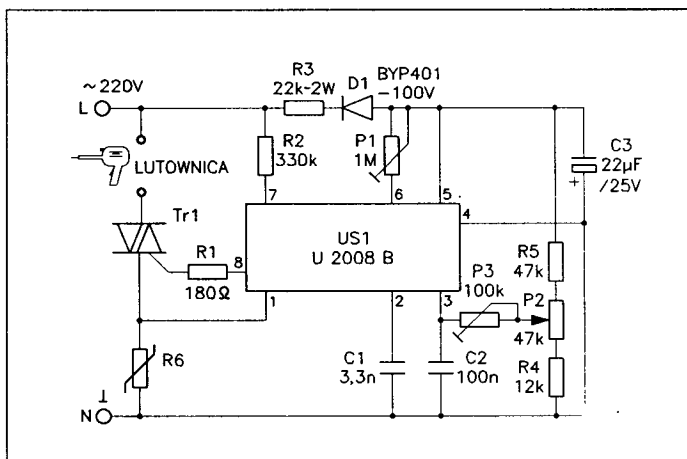 ~220V
L
LUTOWNICA
Tr1
R1
180Ω
R6
⊥
N
R3
22k-2W
D1
BYP401
-100V
R2
330k
P1
1M
7
6
5
4
8
1
2
3
US1
U 2008 B
C3
22µF
/25V
+
R5
47k
P3
100k
P2
47k
R4
12k
C1
3,3n
C2
100n